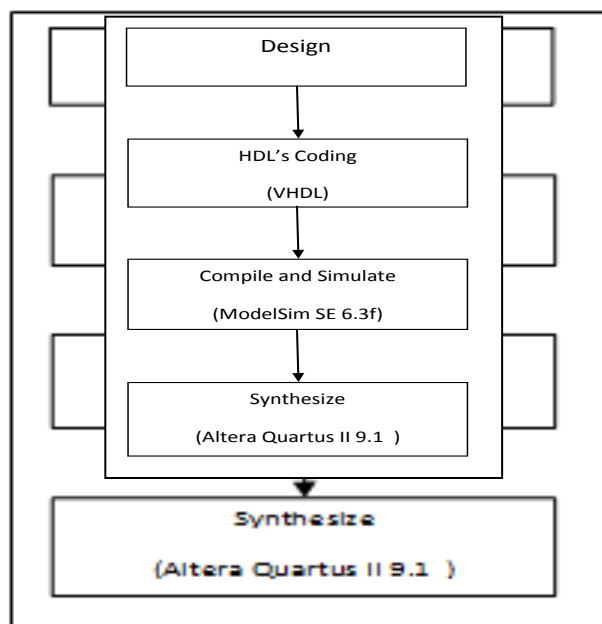 Design
HDL's Coding
(VHDL)
Compile and Simulate
(ModelSim SE 6.3f)
Synthesize
(Altera Quartus II 9.1 )
Synthesize
(Altera Quartus II 9.1 )